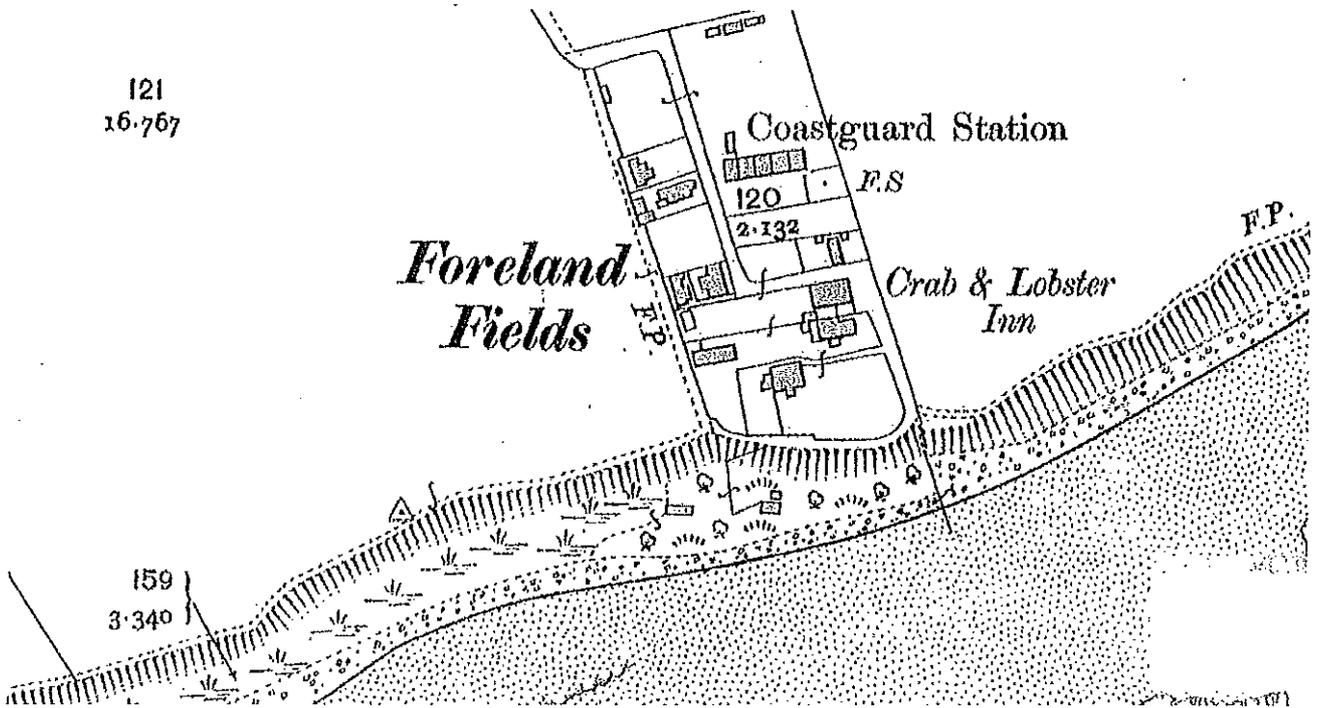 121
16·767
Coastguard Station
F.S
120
2·132
F.P.
Foreland
Fields
F.P.
Crab & Lobster
Inn
159
3·340